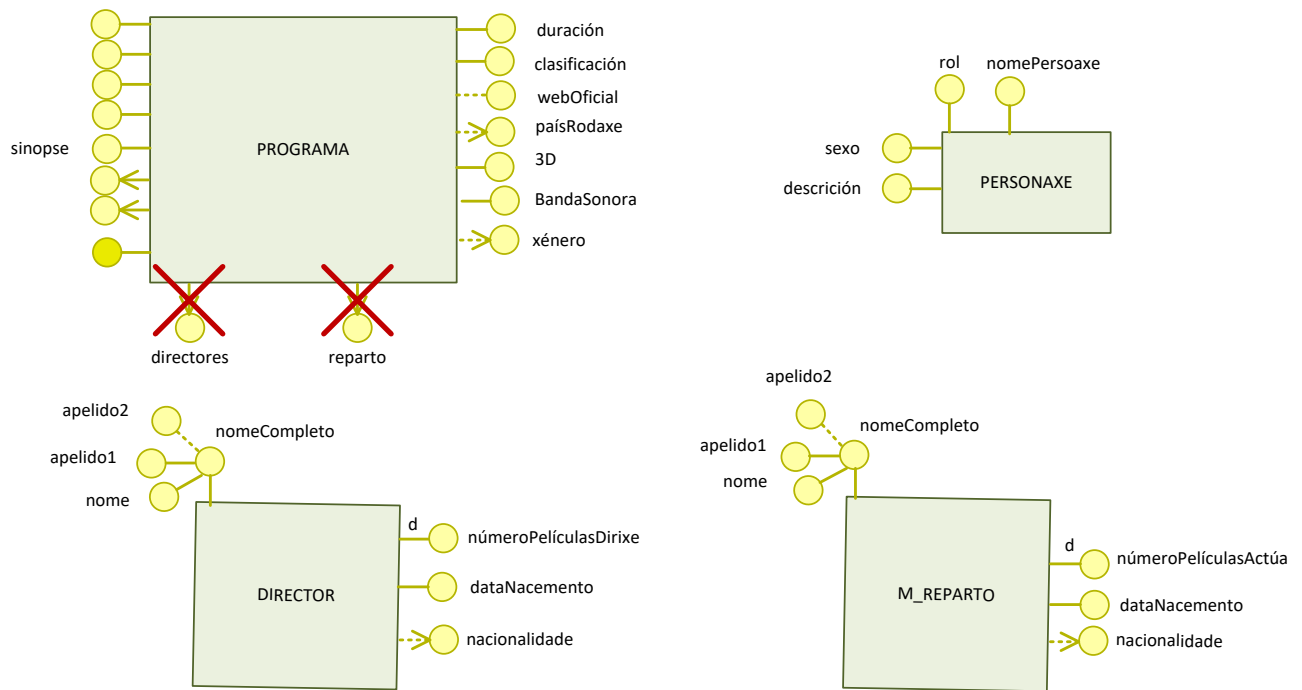 duración
clasificación
webOficial
sinopse
PROGRAMA
paísRodaxe
3D
BandaSonora
xénero
directores
reparto
rol
nomePersoaxe
sexo
descrición
PERSONAXE
apelido2
nomeCompleto
apelido1
nome
d
númeroPelículasDirixe
DIRECTOR
dataNacemento
nacionalidade
apelido2
nomeCompleto
apelido1
nome
d
númeroPelículasActúa
M_REPARTO
dataNacemento
nacionalidade